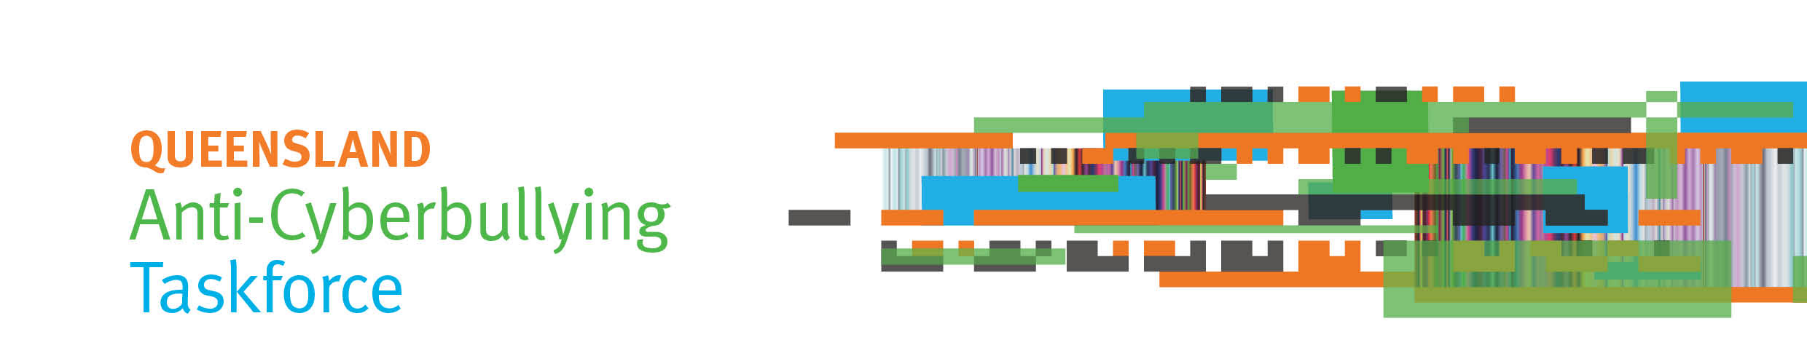 QUEENSLAND
Anti-Cyberbullying
Taskforce